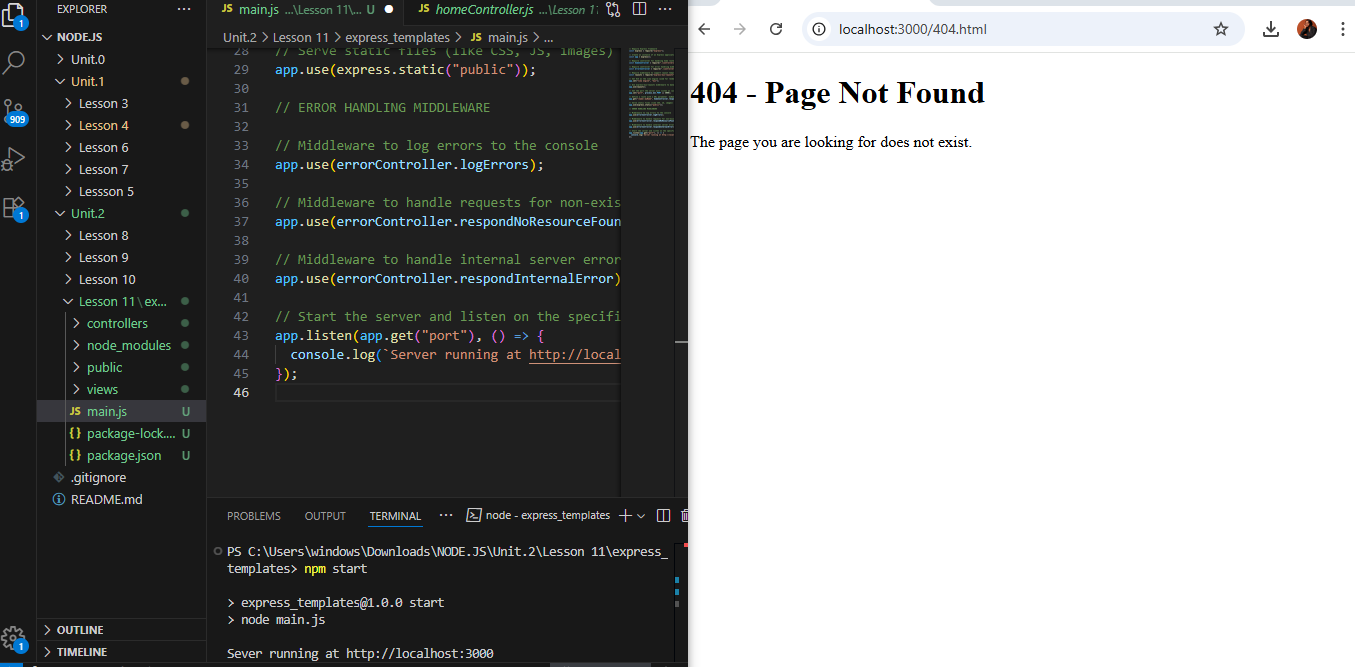 EXPLORER ···
NODE.JS
Unit.0
Unit.1
Lesson 3
Lesson 4
Lesson 6
Lesson 7
Lessson 5
Unit.2
Lesson 8
Lesson 9
Lesson 10
Lesson 11\ex...
controllers
node_modules
public
views
JS main.js U
{} package-lock.... U
{} package.json U
.gitignore
README.md
OUTLINE
TIMELINE
1
909
1
1
JS main.js ...\Lesson 11\... U ● JS homeController.js ...\Lesson 1 ···
Unit.2 > Lesson 11 > express_templates > JS main.js > ...
28 // Serve static files (like CSS, JS, images)
29 app.use(express.static("public"));
30
31 // ERROR HANDLING MIDDLEWARE
32
33 // Middleware to log errors to the console
34 app.use(errorController.logErrors);
35
36 // Middleware to handle requests for non-exis
37 app.use(errorController.respondNoResourceFoun
38
39 // Middleware to handle internal server error
40 app.use(errorController.respondInternalError)
41
42 // Start the server and listen on the specifi
43 app.listen(app.get("port"), () => {
44 console.log(`Server running at http://local
45 });
46
PROBLEMS OUTPUT TERMINAL ··· node - express_templates
PS C:\Users\windows\Downloads\NODE.JS\Unit.2\Lesson 11\express_
templates> npm start
> express_templates@1.0.0 start
> node main.js
Sever running at http://localhost:3000
localhost:3000/404.html
404 - Page Not Found
The page you are looking for does not exist.